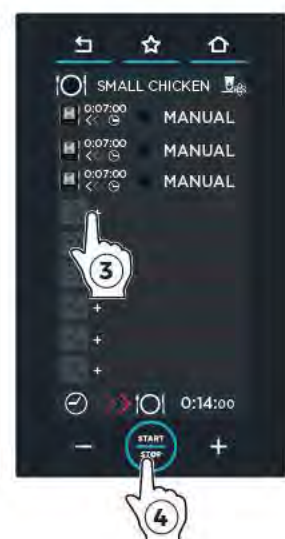 SMALL CHICKEN
0:07:00 MANUAL
0:07:00 MANUAL
0:07:00 MANUAL
+
3
+
+
+
0:14:00
− START STOP +
4